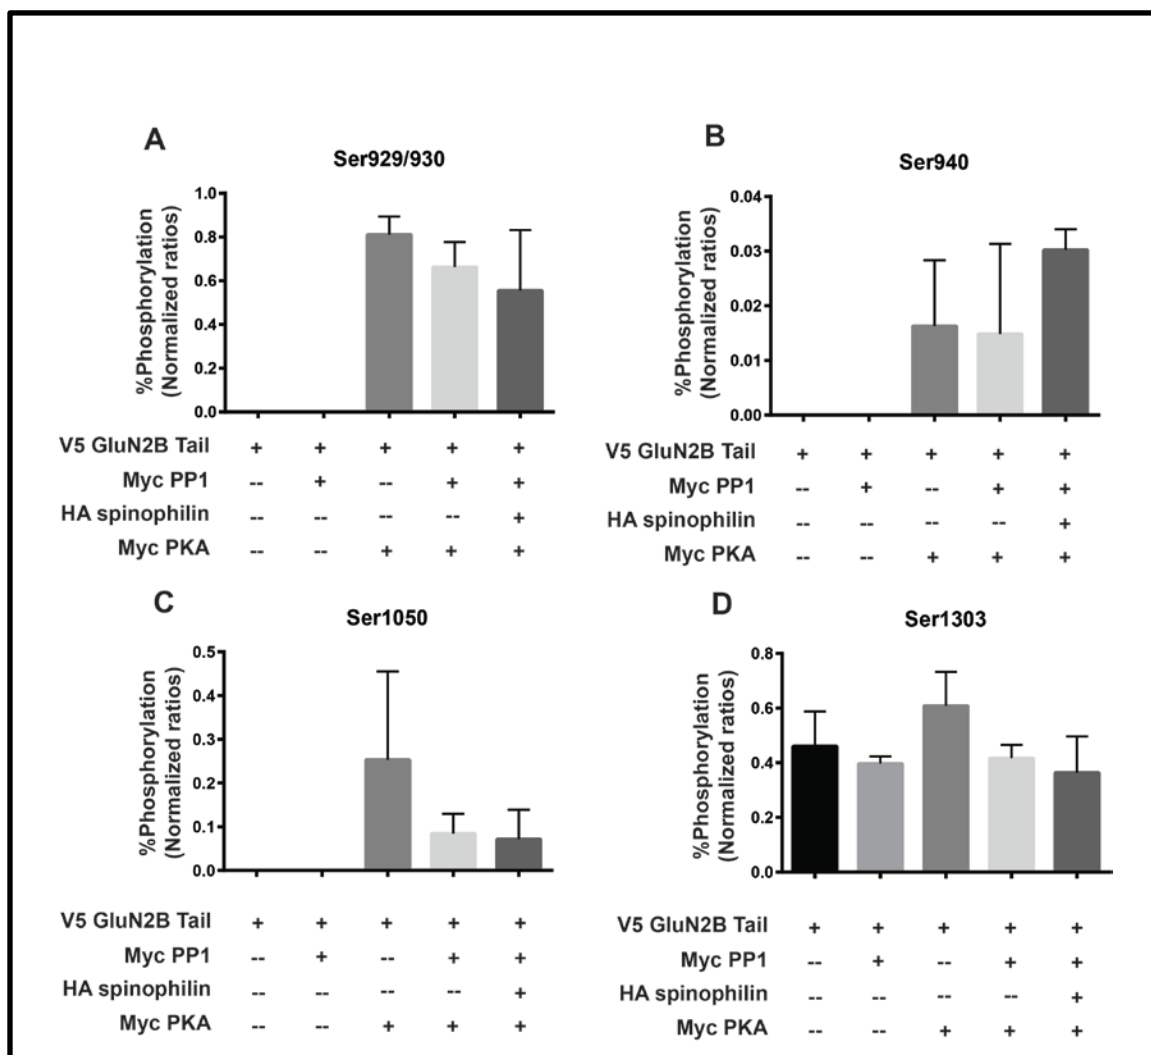 A
Ser929/930
%Phosphorylation
(Normalized ratios)
1.0
0.8
0.6
0.4
0.2
0.0
V5 GluN2B Tail + + + + +
Myc PP1 -- + -- + +
HA spinophilin -- -- -- -- +
Myc PKA -- -- + + +
B
Ser940
%Phosphorylation
(Normalized ratios)
0.04
0.03
0.02
0.01
0.00
V5 GluN2B Tail + + + + +
Myc PP1 -- + -- + +
HA spinophilin -- -- -- -- +
Myc PKA -- -- + + +
C
Ser1050
%Phosphorylation
(Normalized ratios)
0.5
0.4
0.3
0.2
0.1
0.0
V5 GluN2B Tail + + + + +
Myc PP1 -- + -- + +
HA spinophilin -- -- -- -- +
Myc PKA -- -- + + +
D
Ser1303
%Phosphorylation
(Normalized ratios)
0.8
0.6
0.4
0.2
0.0
V5 GluN2B Tail + + + + +
Myc PP1 -- + -- + +
HA spinophilin -- -- -- -- +
Myc PKA -- -- + + +